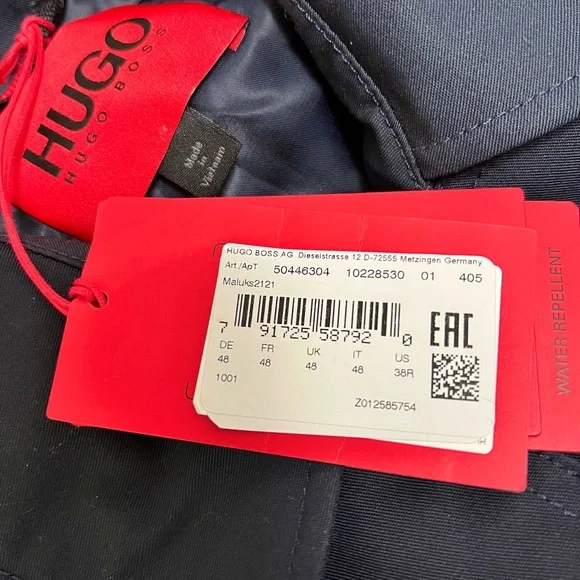 HUGO
HUGO BOSS
Made
in
Vietnam
HUGO BOSS AG Dieselstrasse 12 D-72555 Metzingen Germany
Art./ApT 50446304 10228530 01 405
Maluks2121
7 91725 58792 0
EAC
DE FR UK IT US
48 48 48 48 38R
1001
Z012585754
WATER REPELLENT